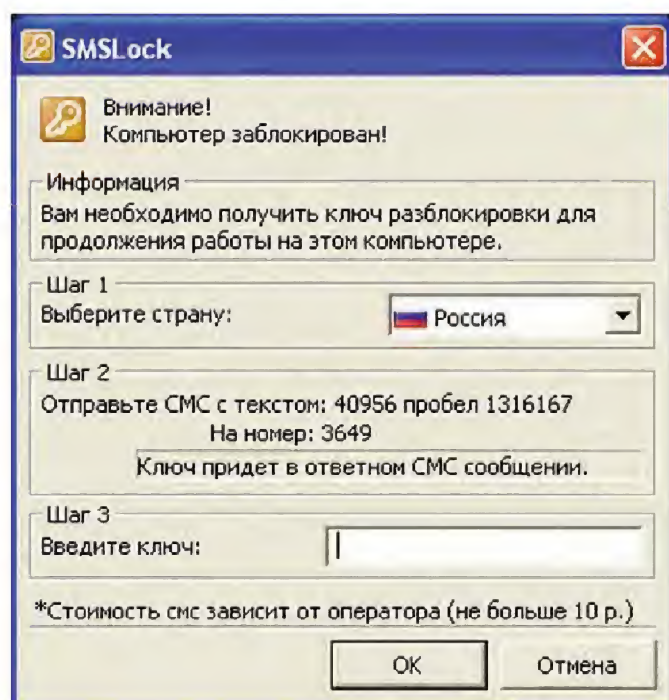 SMSLock
Внимание!
Компьютер заблокирован!
Информация
Вам необходимо получить ключ разблокировки для
продолжения работы на этом компьютере.
Шаг 1
Выберите страну:
Россия
Шаг 2
Отправьте СМС с текстом: 40956 пробел 1316167
На номер: 3649
Ключ придет в ответном СМС сообщении.
Шаг 3
Введите ключ:
*Стоимость смс зависит от оператора (не больше 10 р.)
OK
Отмена